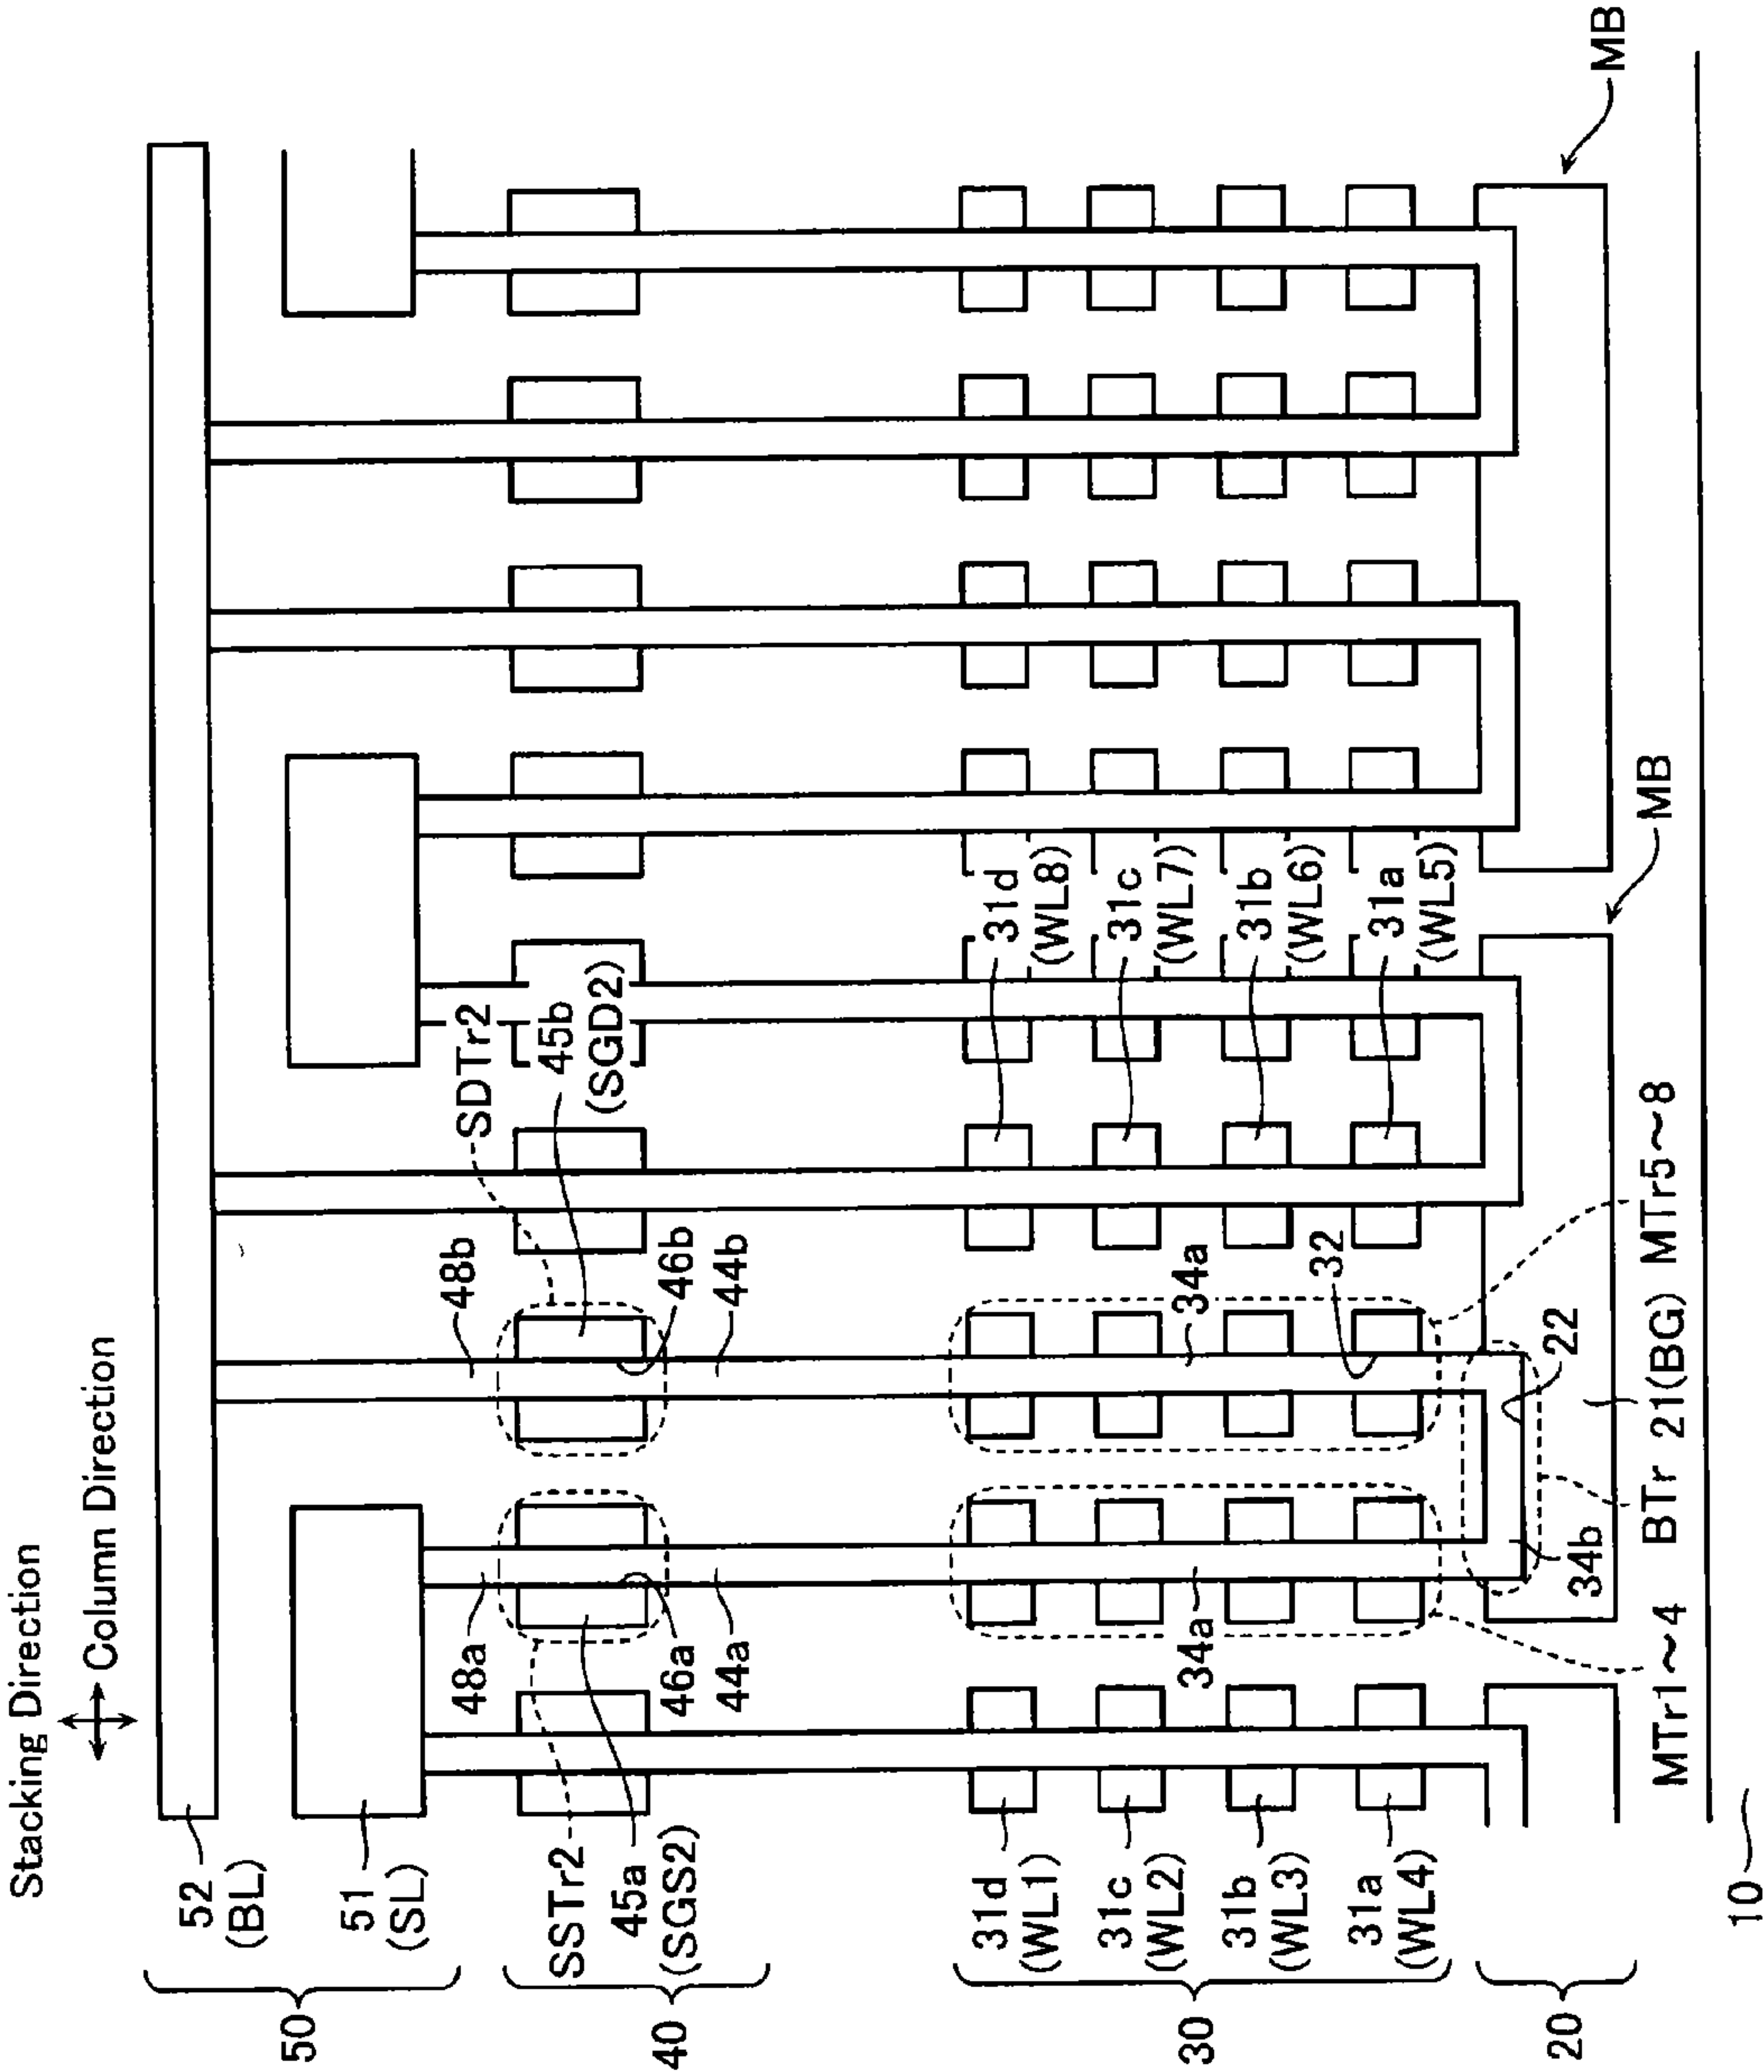 Stacking Direction
Column Direction
50
52
(BL)
51
(SL)
40
SSTr2
45a
(SGS2)
48a
46a
44a
48b
46b
44b
SDTr2
45b
(SGD2)
30
31d
(WL1)
31c
(WL2)
31b
(WL3)
31a
(WL4)
34a
34a
32
31d
(WL8)
31c
(WL7)
31b
(WL6)
31a
(WL5)
20
34b
22
MB
MB
MTr1~4
BTr
21(BG)
MTr5~8
10